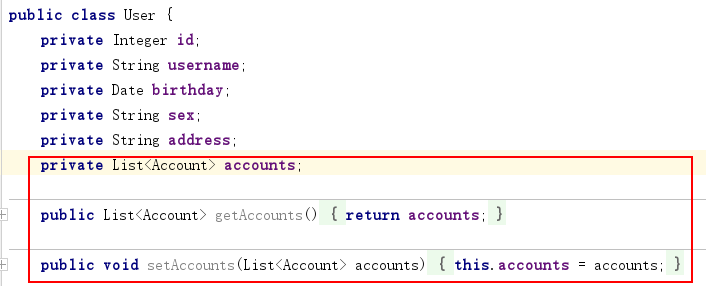 public class User {
private Integer id;
private String username;
private Date birthday;
private String sex;
private String address;
private List<Account> accounts;
public List<Account> getAccounts() { return accounts; }
public void setAccounts(List<Account> accounts) { this.accounts = accounts; }